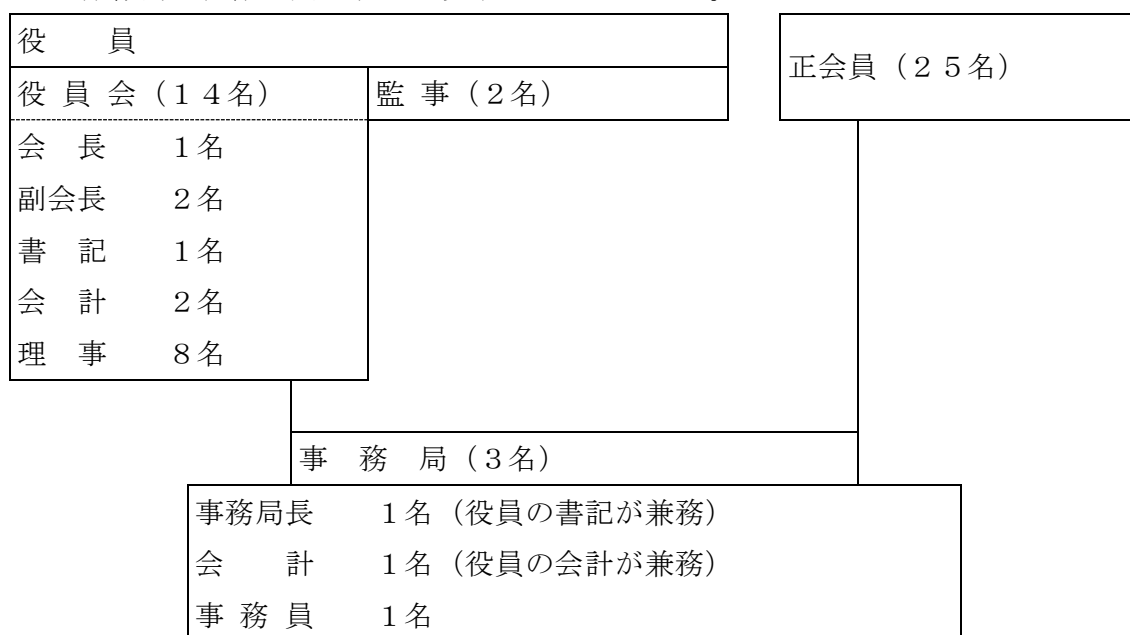 役　　員
役 員 会（１４名）
監 事（２名）
正会員（２５名）
会　長　　１名
副会長　　２名
書　記　　１名
会　計　　２名
理　事　　８名
事　務　局（３名）
事務局長　　１名（役員の書記が兼務）
会　　計　　１名（役員の会計が兼務）
事 務 員　　１名